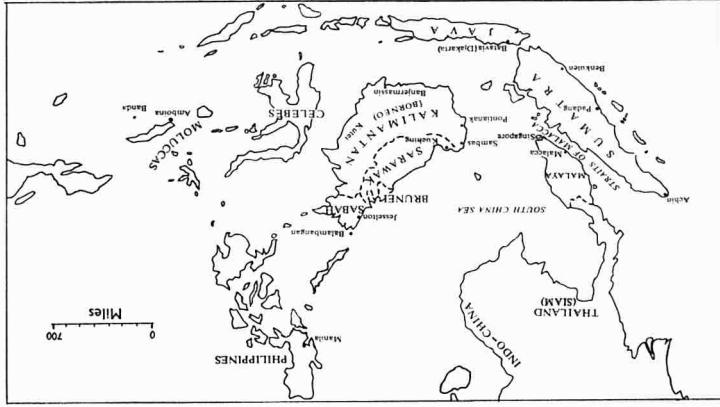 PHILIPPINES
INDO-CHINA
Manila
0 700
Miles
THAILAND
(SIAM)
Balambangan
Jesselton
SOUTH CHINA SEA
SABAH
BRUNEI
Achin
MALAYA
STRAITS OF MALACCA
Malacca
SARAWAK
Kuching
MOLUCCAS
Singapore
Sambas
SUMATRA
Pontianak
KALIMANTAN
(BORNEO)
Kutei
CELEBES
Amboina
Banda
Padang
Banjermassin
Benkulen
Batavia (Djakarta)
JAVA